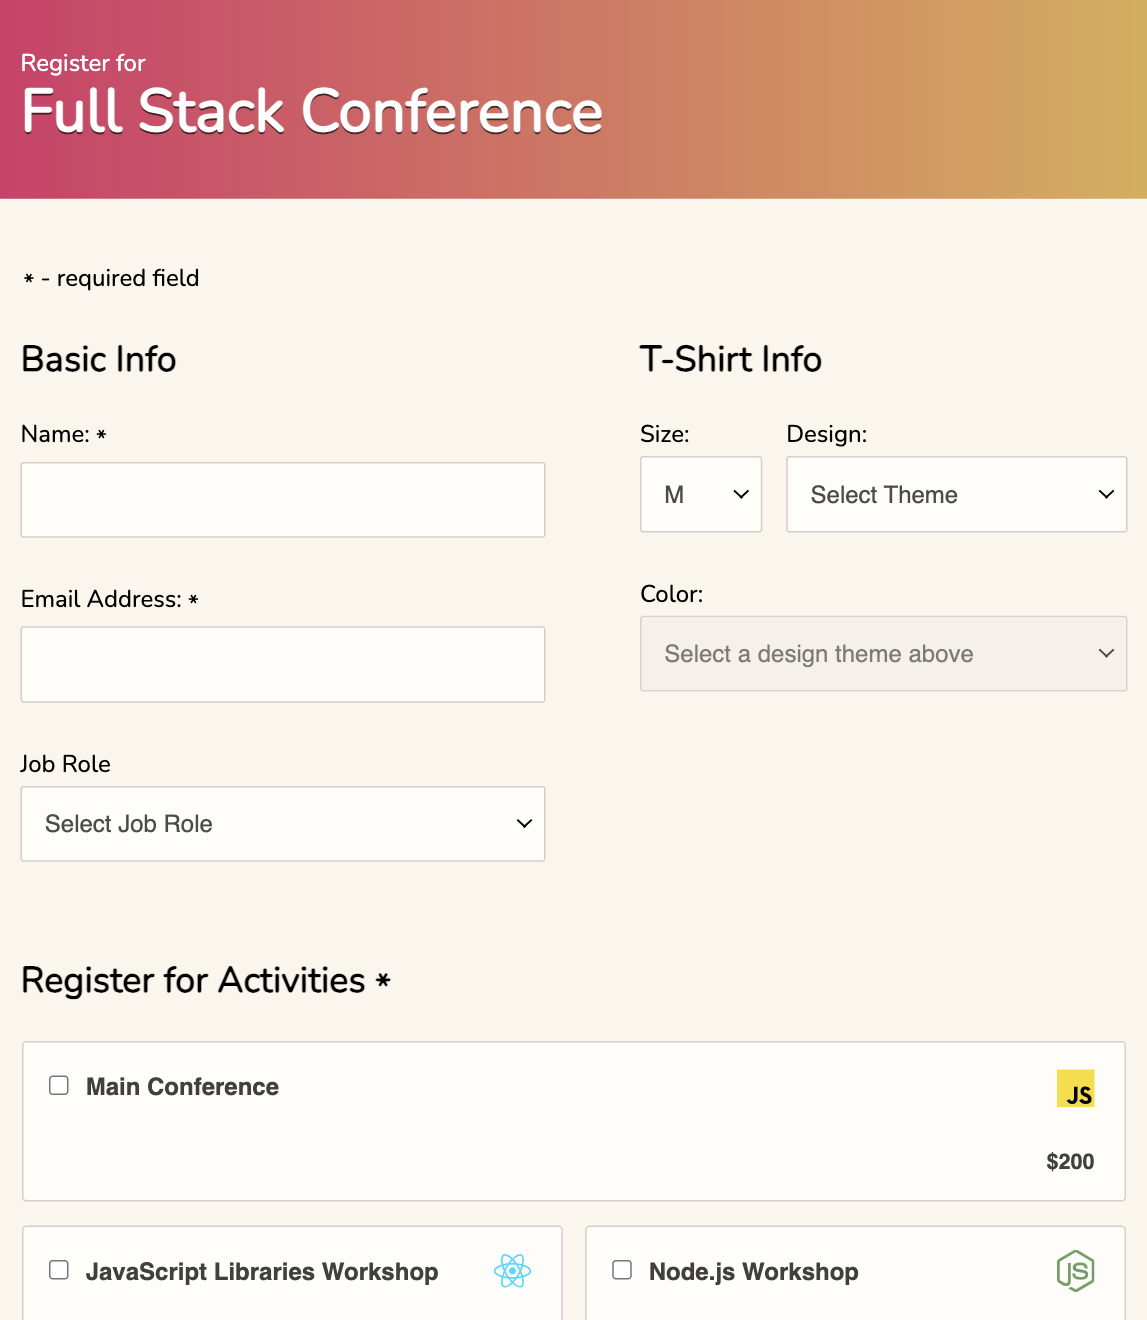 Register for
Full Stack Conference
* - required field
Basic Info
Name: *
Email Address: *
Job Role
Select Job Role
T-Shirt Info
Size:
M
Design:
Select Theme
Color:
Select a design theme above
Register for Activities *
Main Conference
JS
$200
JavaScript Libraries Workshop
Node.js Workshop
JS